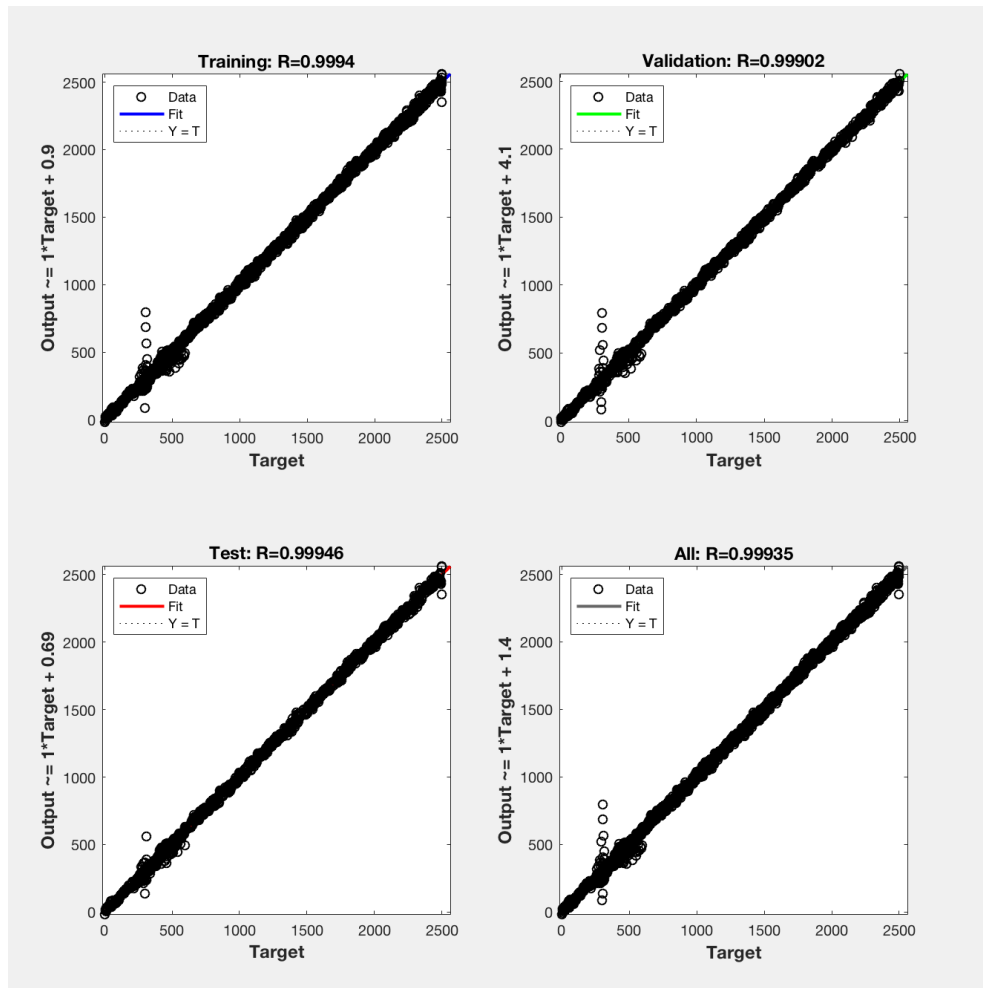 Training: R=0.9994
Data
Fit
Y = T
Output ~= 1*Target + 0.9
2500
2000
1500
1000
500
0
0 500 1000 1500 2000 2500
Target
Validation: R=0.99902
Data
Fit
Y = T
Output ~= 1*Target + 4.1
2500
2000
1500
1000
500
0
0 500 1000 1500 2000 2500
Target
Test: R=0.99946
Data
Fit
Y = T
Output ~= 1*Target + 0.69
2500
2000
1500
1000
500
0
0 500 1000 1500 2000 2500
Target
All: R=0.99935
Data
Fit
Y = T
Output ~= 1*Target + 1.4
2500
2000
1500
1000
500
0
0 500 1000 1500 2000 2500
Target